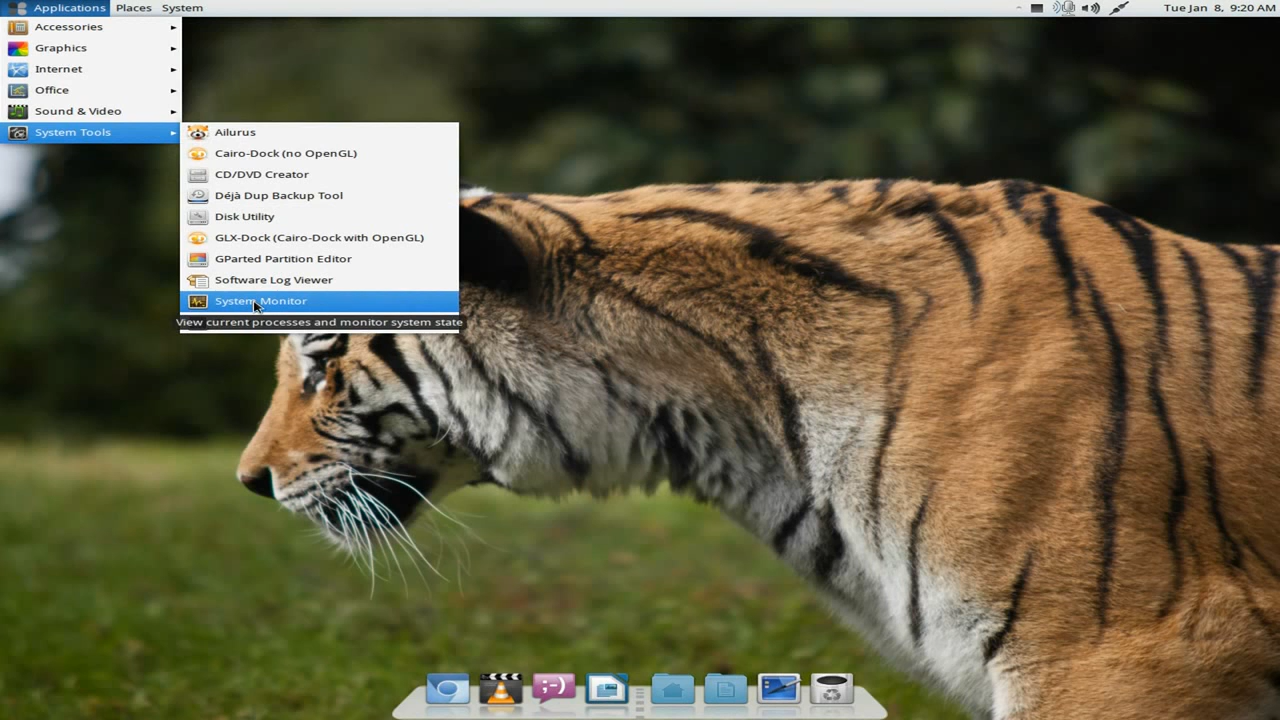 Applications Places System
Tue Jan 8, 9:20 AM
Accessories
Graphics
Internet
Office
Sound & Video
System Tools
Ailurus
Cairo-Dock (no OpenGL)
CD/DVD Creator
Déjà Dup Backup Tool
Disk Utility
GLX-Dock (Cairo-Dock with OpenGL)
GParted Partition Editor
Software Log Viewer
System Monitor
View current processes and monitor system state
;-)